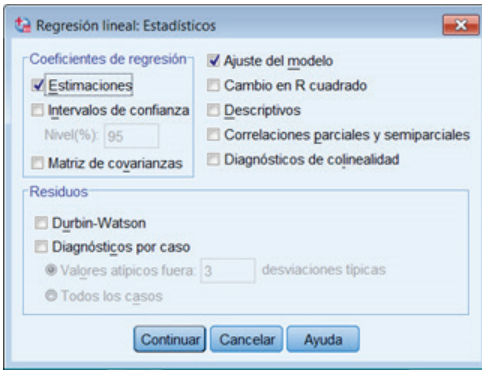 Regresión lineal: Estadísticos
Coeficientes de regresión
Estimaciones
Intervalos de confianza
Nivel(%): 95
Matriz de covarianzas
Ajuste del modelo
Cambio en R cuadrado
Descriptivos
Correlaciones parciales y semiparciales
Diagnósticos de colinealidad
Residuos
Durbin-Watson
Diagnósticos por caso
Valores atípicos fuera: 3 desviaciones típicas
Todos los casos
Continuar Cancelar Ayuda